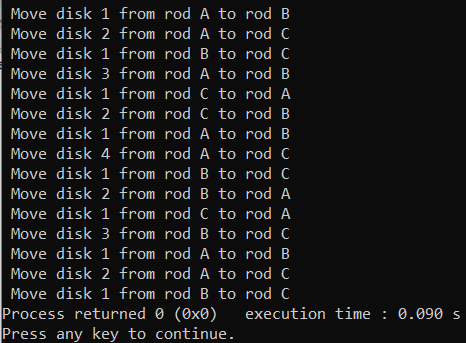 Move disk 1 from rod A to rod B
Move disk 2 from rod A to rod C
Move disk 1 from rod B to rod C
Move disk 3 from rod A to rod B
Move disk 1 from rod C to rod A
Move disk 2 from rod C to rod B
Move disk 1 from rod A to rod B
Move disk 4 from rod A to rod C
Move disk 1 from rod B to rod C
Move disk 2 from rod B to rod A
Move disk 1 from rod C to rod A
Move disk 3 from rod B to rod C
Move disk 1 from rod A to rod B
Move disk 2 from rod A to rod C
Move disk 1 from rod B to rod C
Process returned 0 (0x0)   execution time : 0.090 s
Press any key to continue.